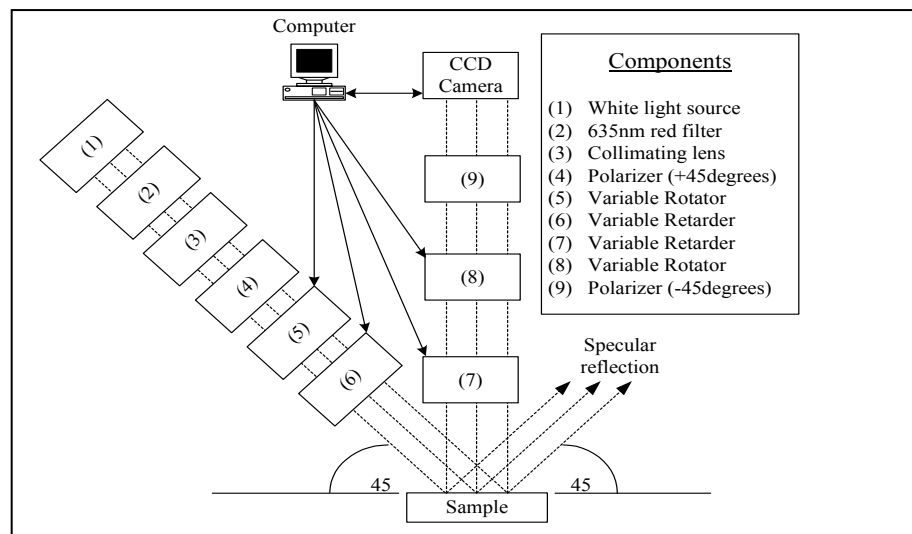 Computer
CCD
Camera
Components
(1) White light source
(2) 635nm red filter
(3) Collimating lens
(4) Polarizer (+45degrees)
(5) Variable Rotator
(6) Variable Retarder
(7) Variable Retarder
(8) Variable Rotator
(9) Polarizer (-45degrees)
(1)
(2)
(3)
(4)
(5)
(6)
(9)
(8)
(7)
Specular
reflection
45
45
Sample